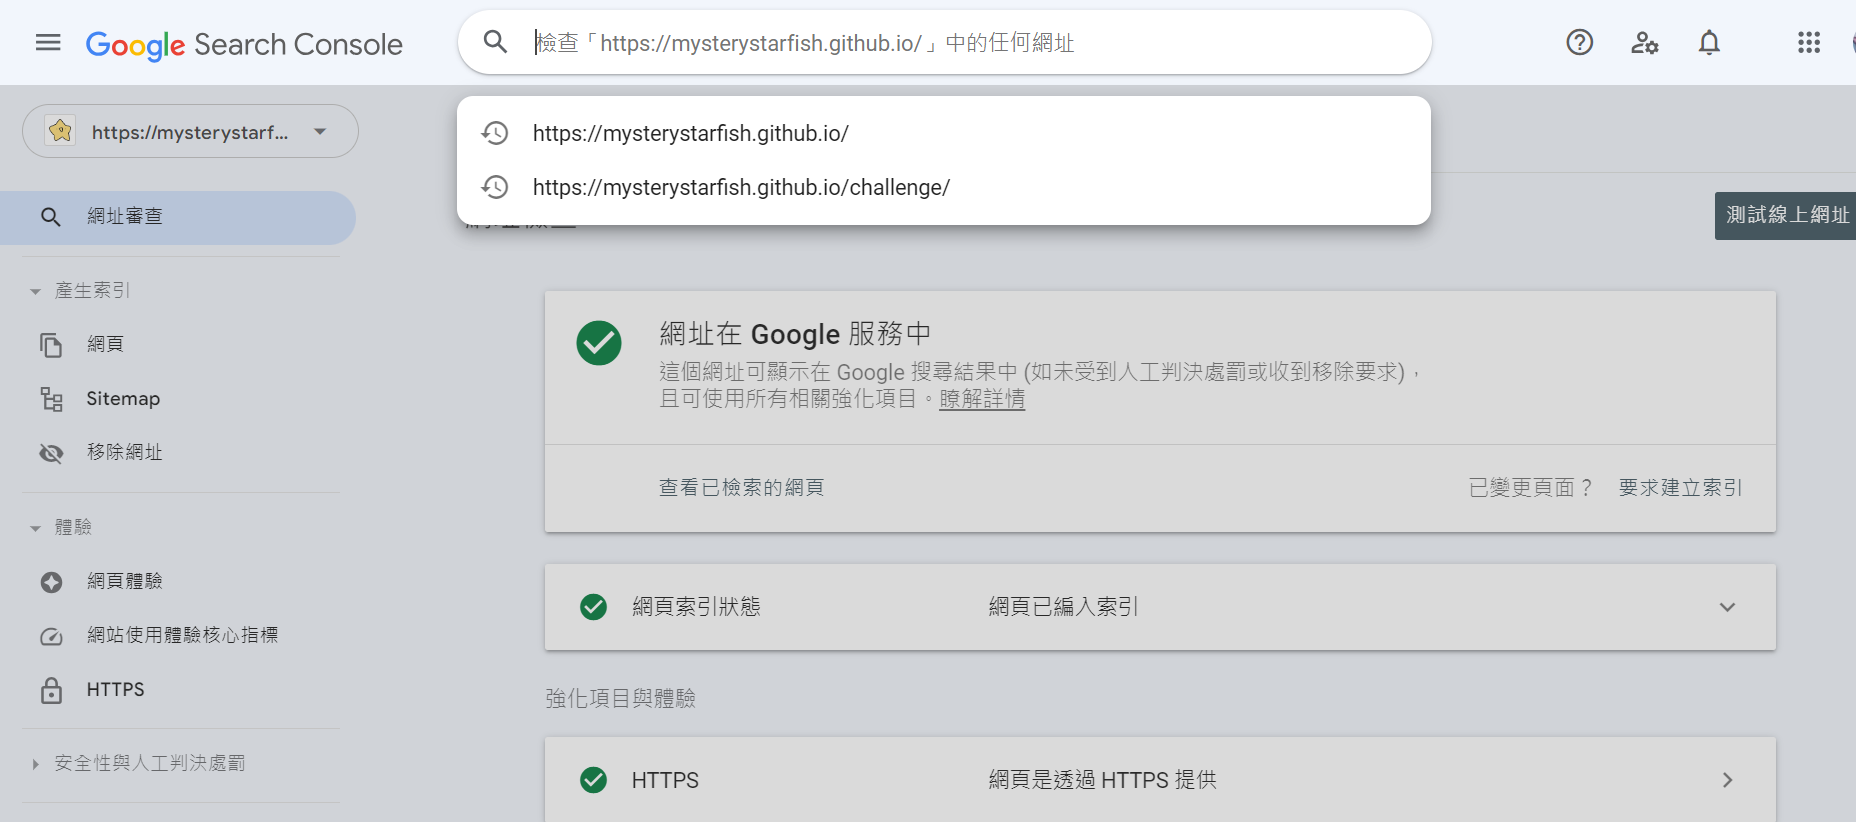 Google Search Console
檢查「https://mysterystarfish.github.io/」中的任何網址
https://mysterystarf...
https://mysterystarfish.github.io/
https://mysterystarfish.github.io/challenge/
測試線上網址
網址審查
產生索引
網頁
Sitemap
移除網址
體驗
網頁體驗
網站使用體驗核心指標
HTTPS
安全性與人工判決處罰
網址在 Google 服務中
這個網址可顯示在 Google 搜尋結果中 (如未受到人工判決處罰或收到移除要求)，
且可使用所有相關強化項目。瞭解詳情
查看已檢索的網頁
已變更頁面？ 要求建立索引
網頁索引狀態 網頁已編入索引
強化項目與體驗
HTTPS 網頁是透過 HTTPS 提供